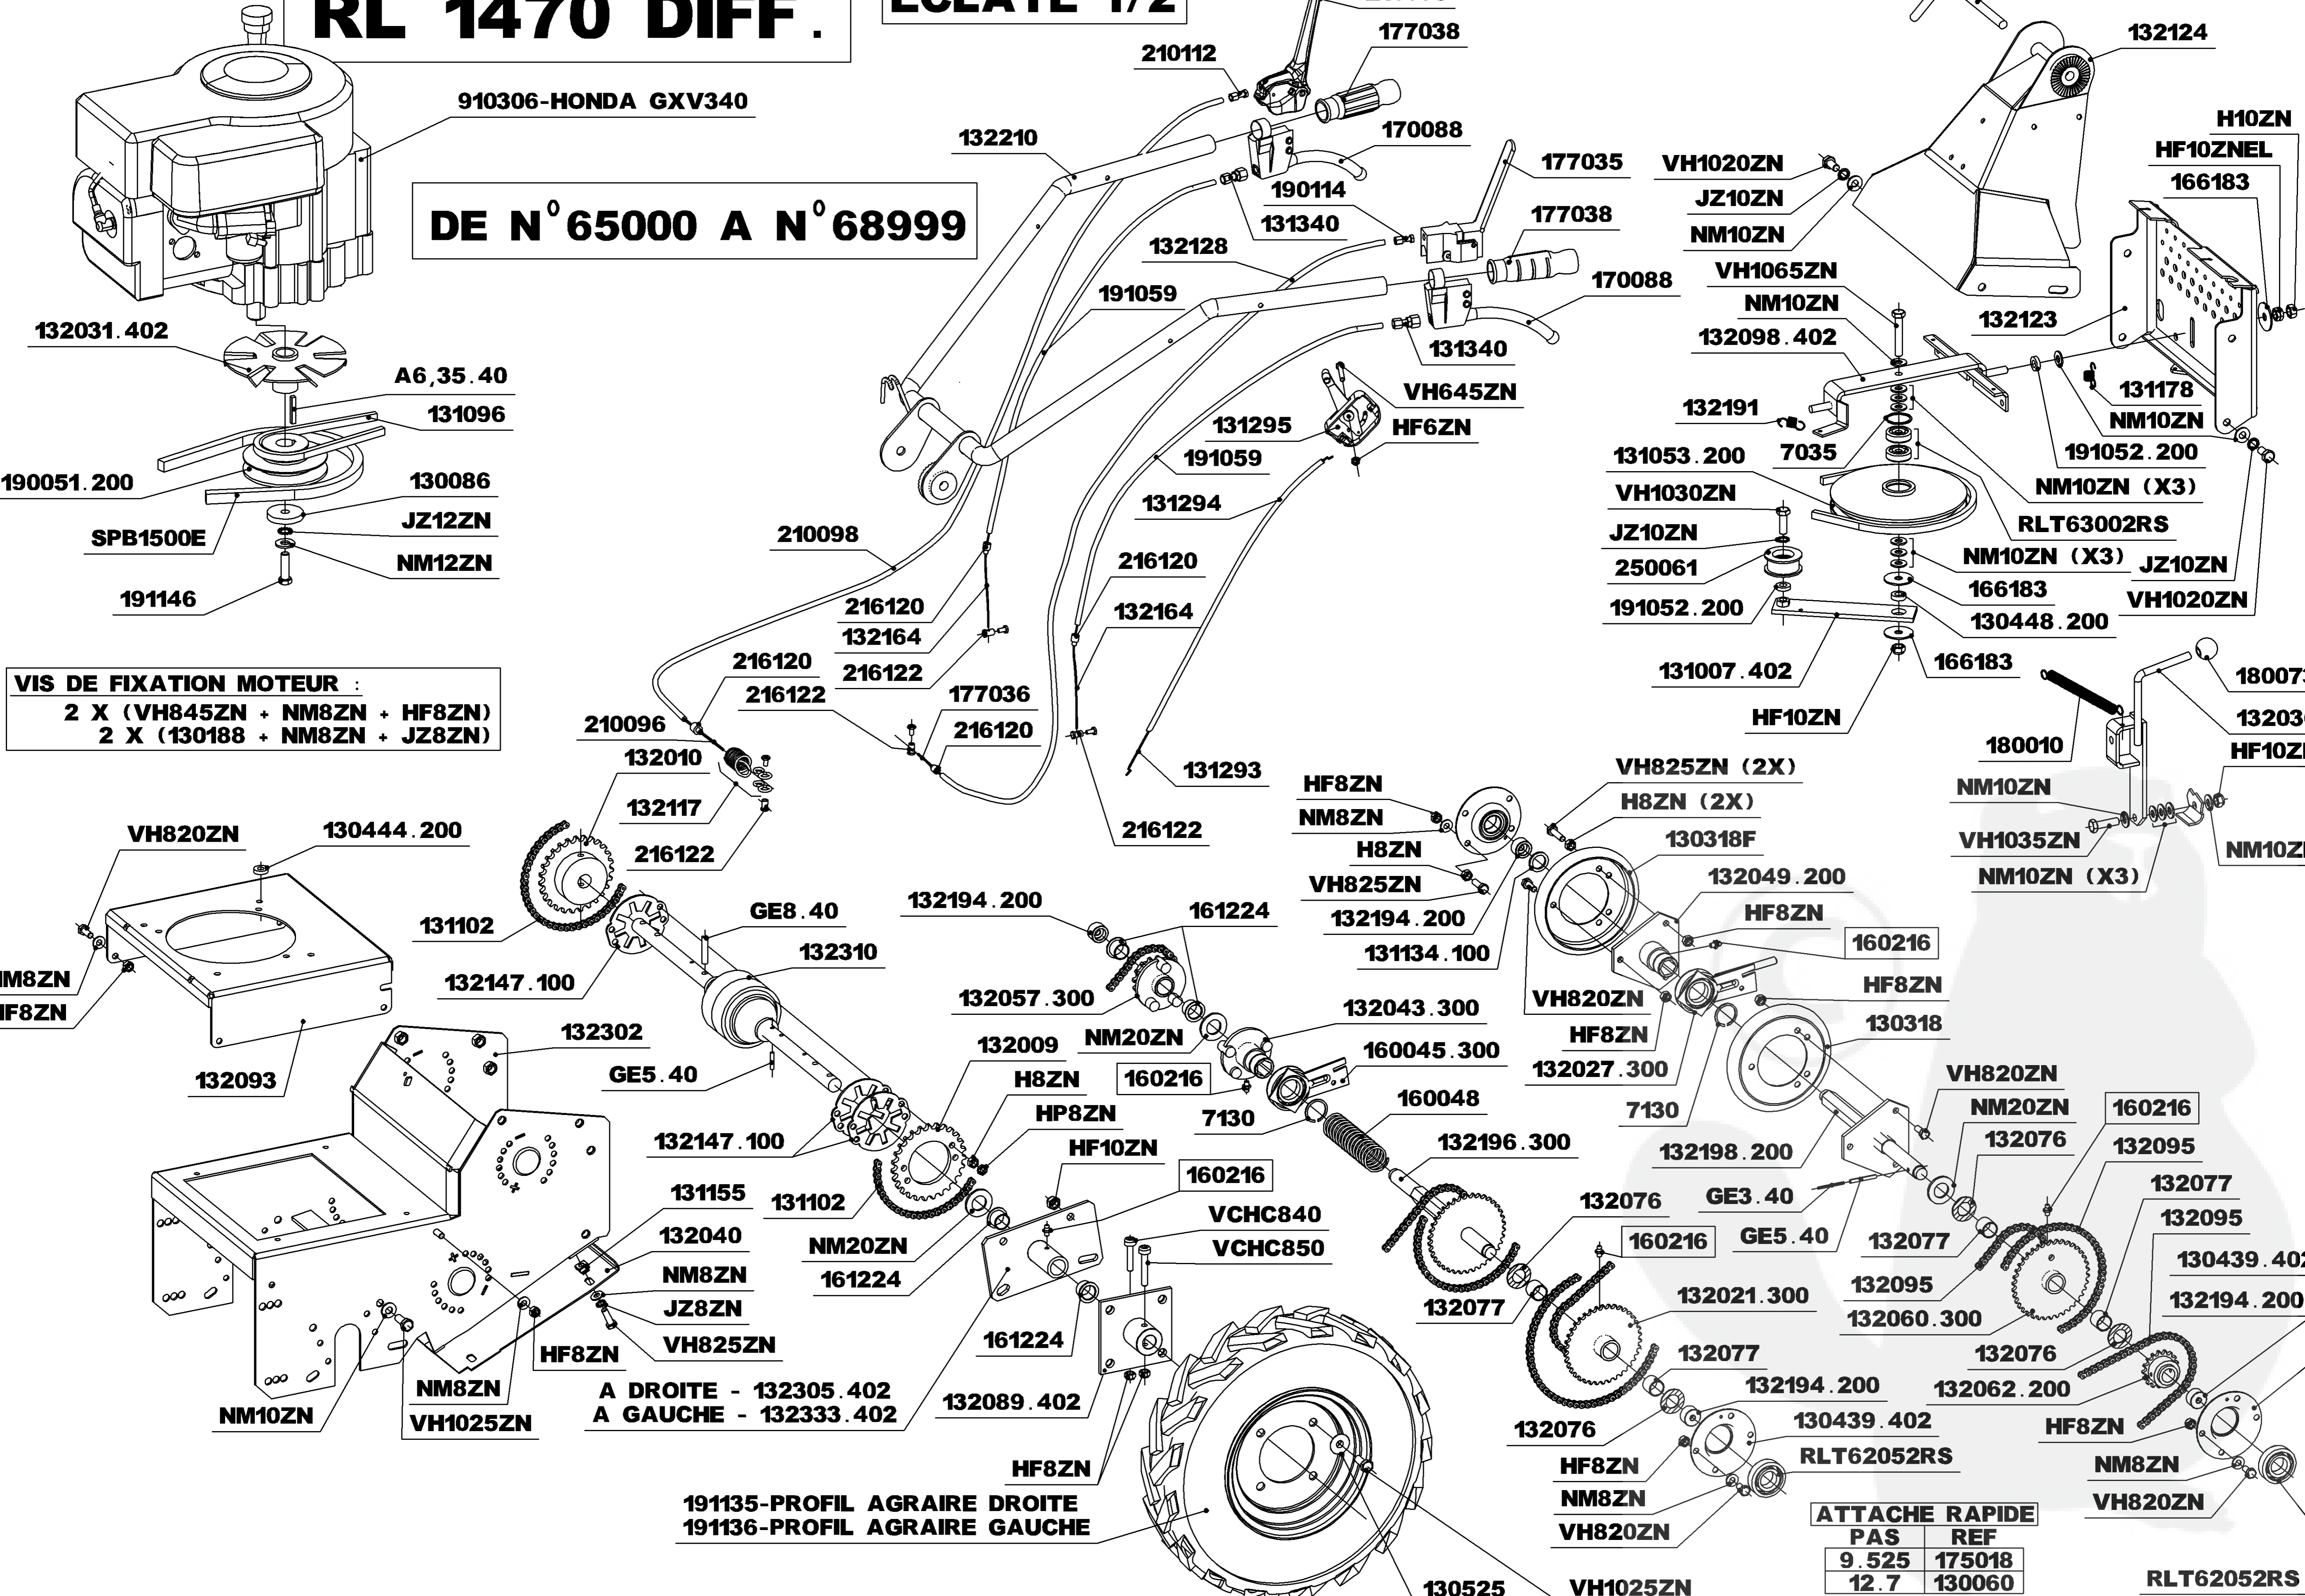 RL 1470 DIFF.
ECLATE 1/2
910306-HONDA GXV340
DE N°65000 A N°68999
132031.402
A6,35.40
131096
190051.200
130086
SPB1500E
JZ12ZN
NM12ZN
191146
VIS DE FIXATION MOTEUR :
2 X (VH845ZN + NM8ZN + HF8ZN)
2 X (130188 + NM8ZN + JZ8ZN)
210112
177038
132210
170088
190114
177035
131340
177038
132128
191059
170088
131340
VH645ZN
131295
HF6ZN
191059
131294
210098
216120
216120
132164
132164
216122
216120
216122
177036
210096
216120
132010
131293
132117
216122
216122
132124
H10ZN
HF10ZNEL
166183
VH1020ZN
JZ10ZN
NM10ZN
VH1065ZN
NM10ZN
132098.402
132123
132191
131178
NM10ZN
7035
191052.200
131053.200
NM10ZN (X3)
VH1030ZN
RLT63002RS
JZ10ZN
NM10ZN (X3)
JZ10ZN
250061
166183
VH1020ZN
191052.200
130448.200
131007.402
166183
HF10ZN
180010
NM10ZN
VH1035ZN
NM10ZN (X3)
VH820ZN
130444.200
HF8ZN
132093
131102
132147.100
GE8.40
132310
132302
GE5.40
132009
H8ZN
HP8ZN
132147.100
HF10ZN
131102
160216
131155
132040
NM20ZN
161224
VCHC840
VCHC850
NM8ZN
JZ8ZN
VH825ZN
HF8ZN
NM8ZN
VH1025ZN
NM10ZN
A DROITE - 132305.402
A GAUCHE - 132333.402
161224
132089.402
HF8ZN
191135-PROFIL AGRAIRE DROITE
191136-PROFIL AGRAIRE GAUCHE
132194.200
161224
132057.300
NM20ZN
132043.300
160216
160045.300
7130
160048
132196.300
132076
160216
132077
132021.300
132077
132194.200
132076
130439.402
HF8ZN
RLT62052RS
NM8ZN
VH820ZN
130525
VH1025ZN
HF8ZN
NM8ZN
H8ZN
VH825ZN
132194.200
131134.100
VH825ZN (2X)
H8ZN (2X)
130318F
132049.200
HF8ZN
160216
VH820ZN
HF8ZN
HF8ZN
132027.300
130318
7130
VH820ZN
NM20ZN
160216
132076
132095
132198.200
132077
GE3.40
132095
GE5.40
132077
132095
132060.300
132194.200
132076
132062.200
HF8ZN
NM8ZN
VH820ZN
ATTACHE RAPIDE
PAS REF
9.525 175018
12.7 130060
RLT62052RS